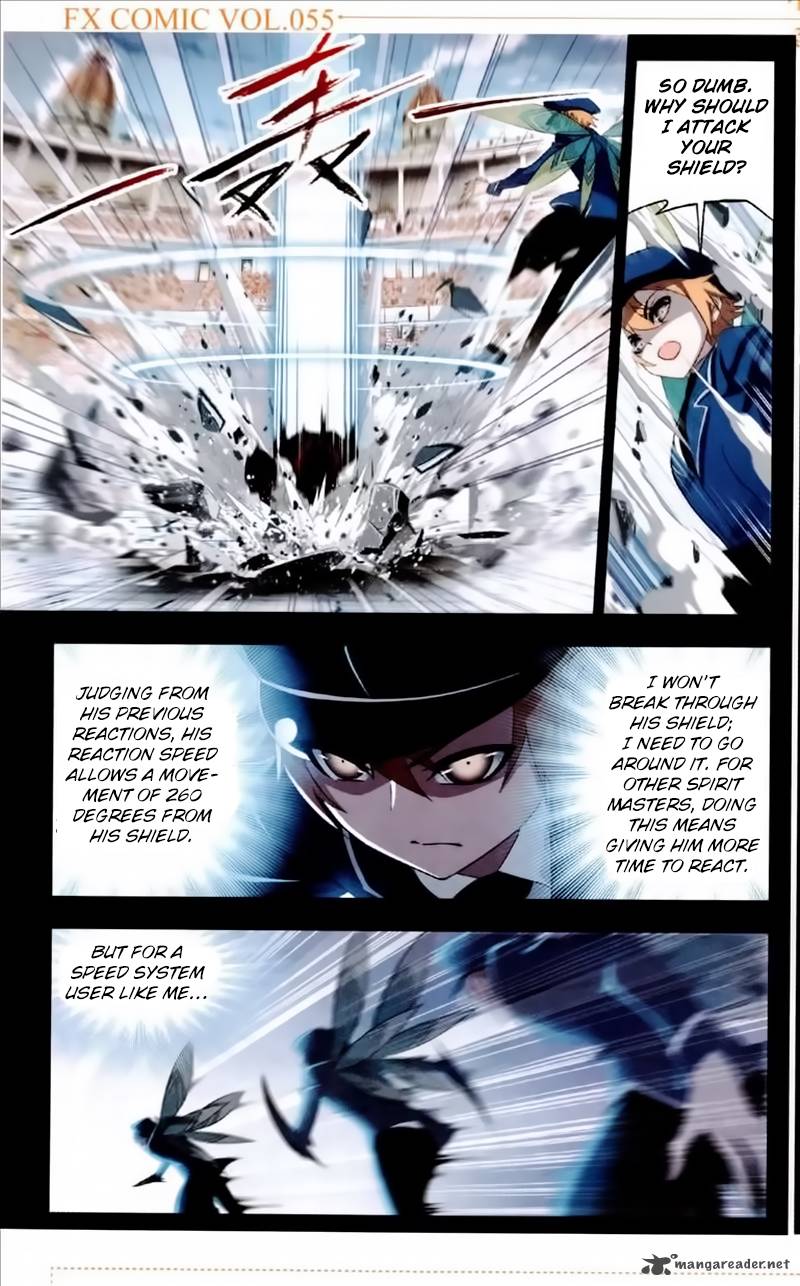 FX COMIC VOL.055
SO DUMB.
WHY SHOULD
I ATTACK
YOUR
SHIELD?
JUDGING FROM
HIS PREVIOUS
REACTIONS, HIS
REACTION SPEED
ALLOWS A MOVE-
MENT OF 260
DEGREES FROM
HIS SHIELD.
I WON'T
BREAK THROUGH
HIS SHIELD;
I NEED TO GO
AROUND IT. FOR
OTHER SPIRIT
MASTERS, DOING
THIS MEANS
GIVING HIM MORE
TIME TO REACT.
BUT FOR A
SPEED SYSTEM
USER LIKE ME...
mangareader.net